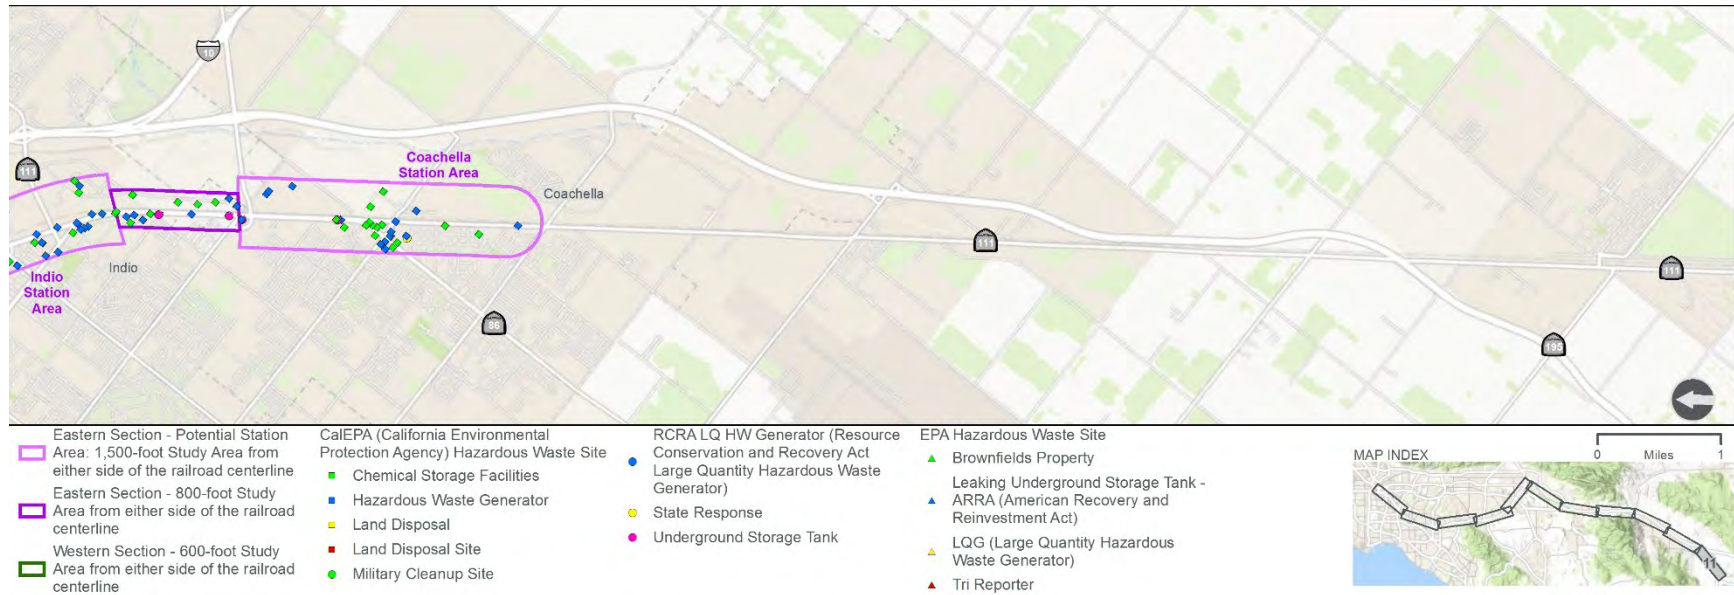 10
111
Coachella
Station Area
Coachella
Indio
Station
Area
Indio
111
111
86
195
Eastern Section - Potential Station
Area: 1,500-foot Study Area from
either side of the railroad centerline
Eastern Section - 800-foot Study
Area from either side of the railroad
centerline
Western Section - 600-foot Study
Area from either side of the railroad
centerline
CalEPA (California Environmental
Protection Agency) Hazardous Waste Site
Chemical Storage Facilities
Hazardous Waste Generator
Land Disposal
Land Disposal Site
Military Cleanup Site
RCRA LQ HW Generator (Resource
Conservation and Recovery Act
Large Quantity Hazardous Waste
Generator)
State Response
Underground Storage Tank
EPA Hazardous Waste Site
Brownfields Property
Leaking Underground Storage Tank -
ARRA (American Recovery and
Reinvestment Act)
LQG (Large Quantity Hazardous
Waste Generator)
Tri Reporter
MAP INDEX
0 Miles 1
11